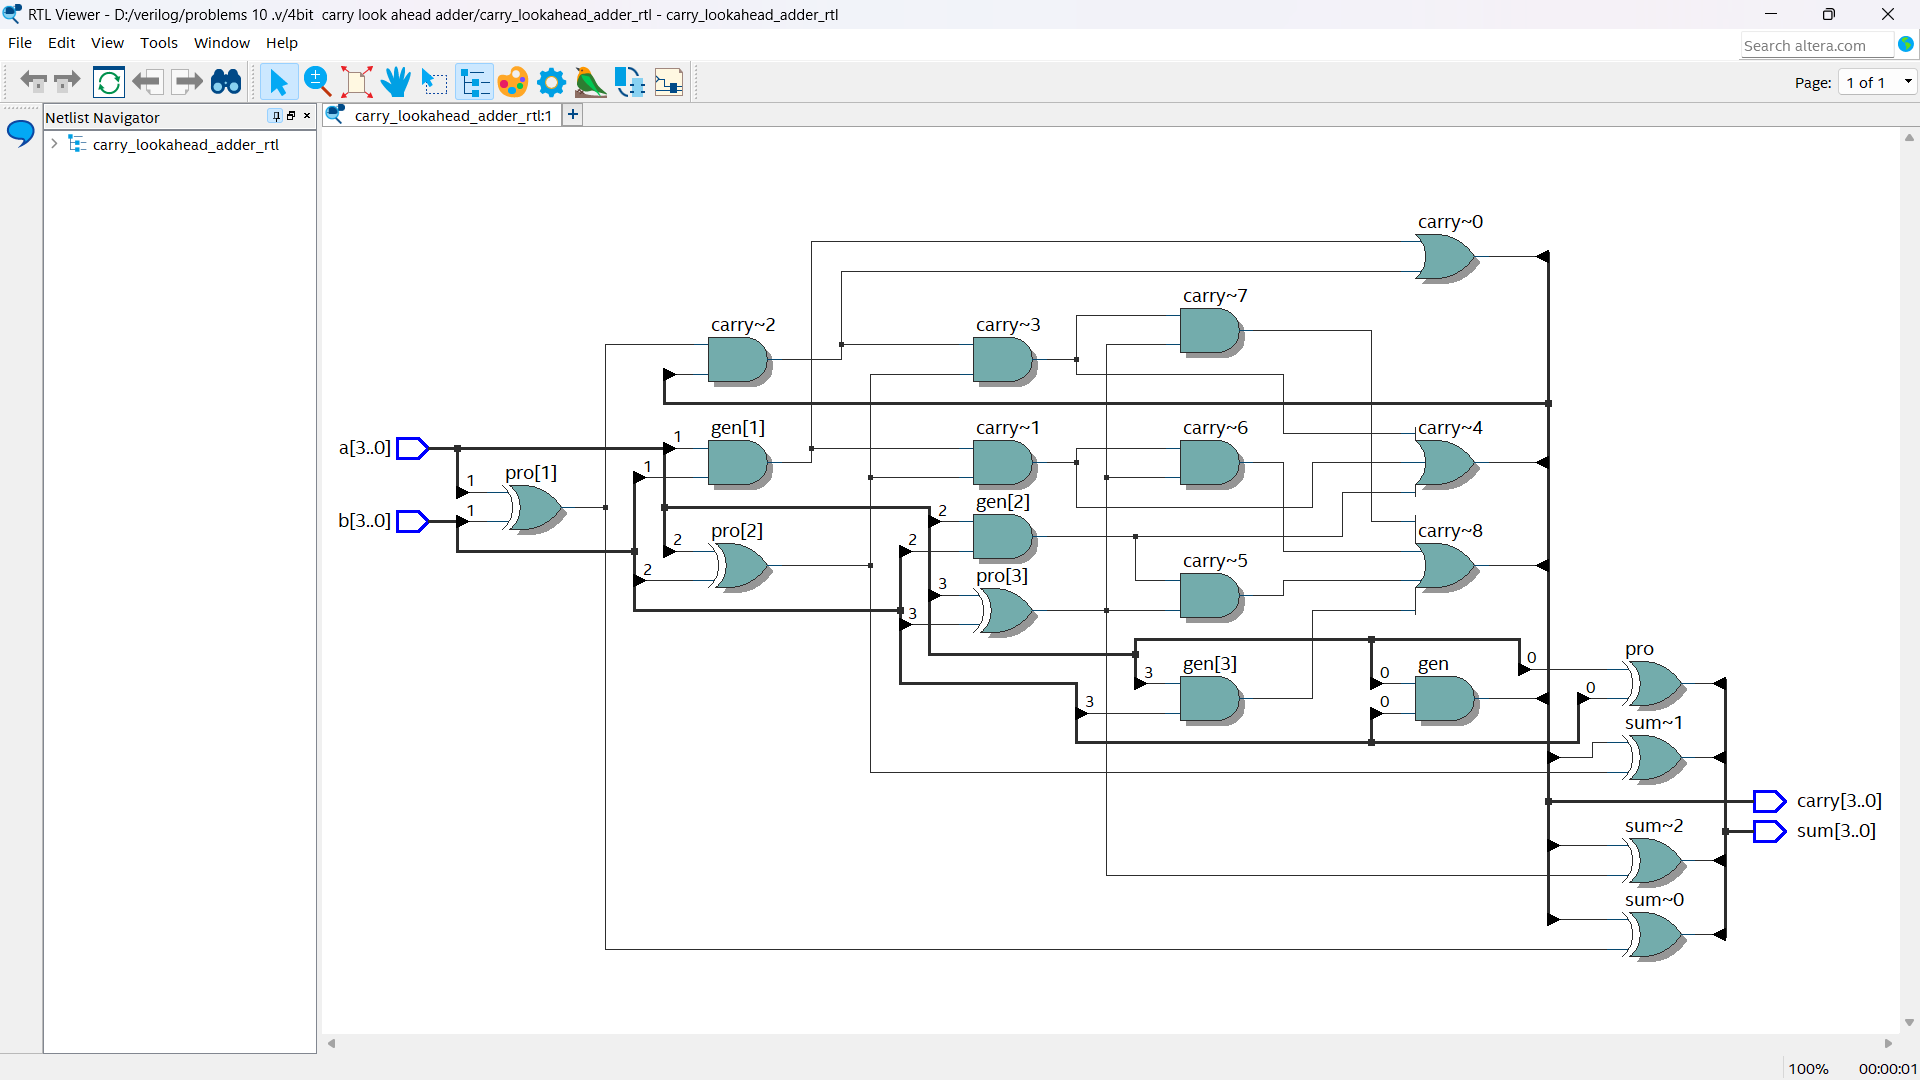 RTL Viewer - D:/verilog/problems 10 .v/4bit  carry look ahead adder/carry_lookahead_adder_rtl - carry_lookahead_adder_rtl
File Edit View Tools Window Help
Search altera.com
Page: 1 of 1
Netlist Navigator
carry_lookahead_adder_rtl:1
+
carry_lookahead_adder_rtl
carry~0
carry~7
carry~2
carry~3
gen[1]
carry~1
carry~6
carry~4
1
a[3..0]
1
pro[1]
1
gen[2]
1
b[3..0]
2
pro[2]
carry~8
2
2
carry~5
2
pro[3]
3
3
pro
0
gen[3]
gen
3
0
0
3
0
sum~1
carry[3..0]
sum~2
sum[3..0]
sum~0
100% 00:00:01